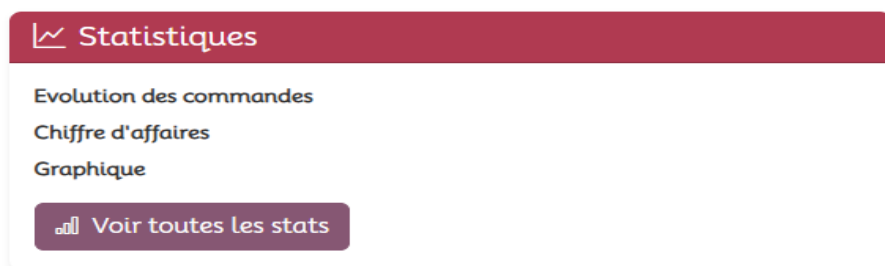 Statistiques
Evolution des commandes
Chiffre d'affaires
Graphique
Voir toutes les stats